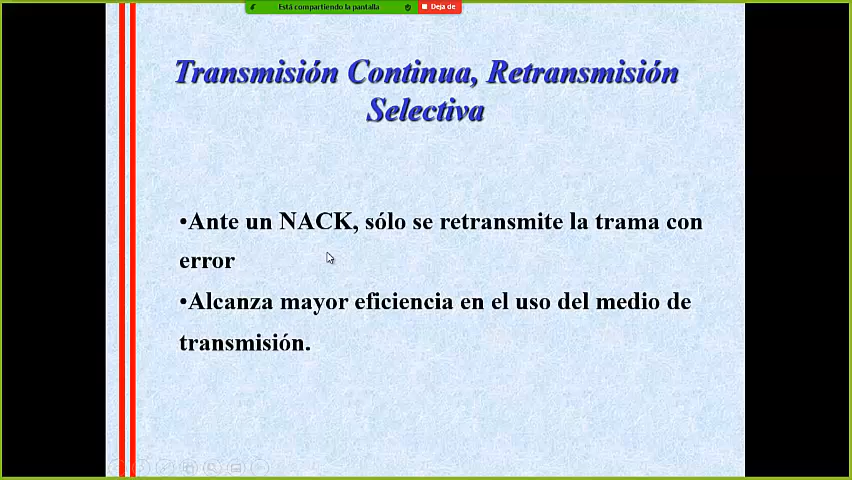 Está compartiendo la pantalla
Deja de
Transmisión Continua, Retransmisión
Selectiva
•Ante un NACK, sólo se retransmite la trama con
error
•Alcanza mayor eficiencia en el uso del medio de
transmisión.